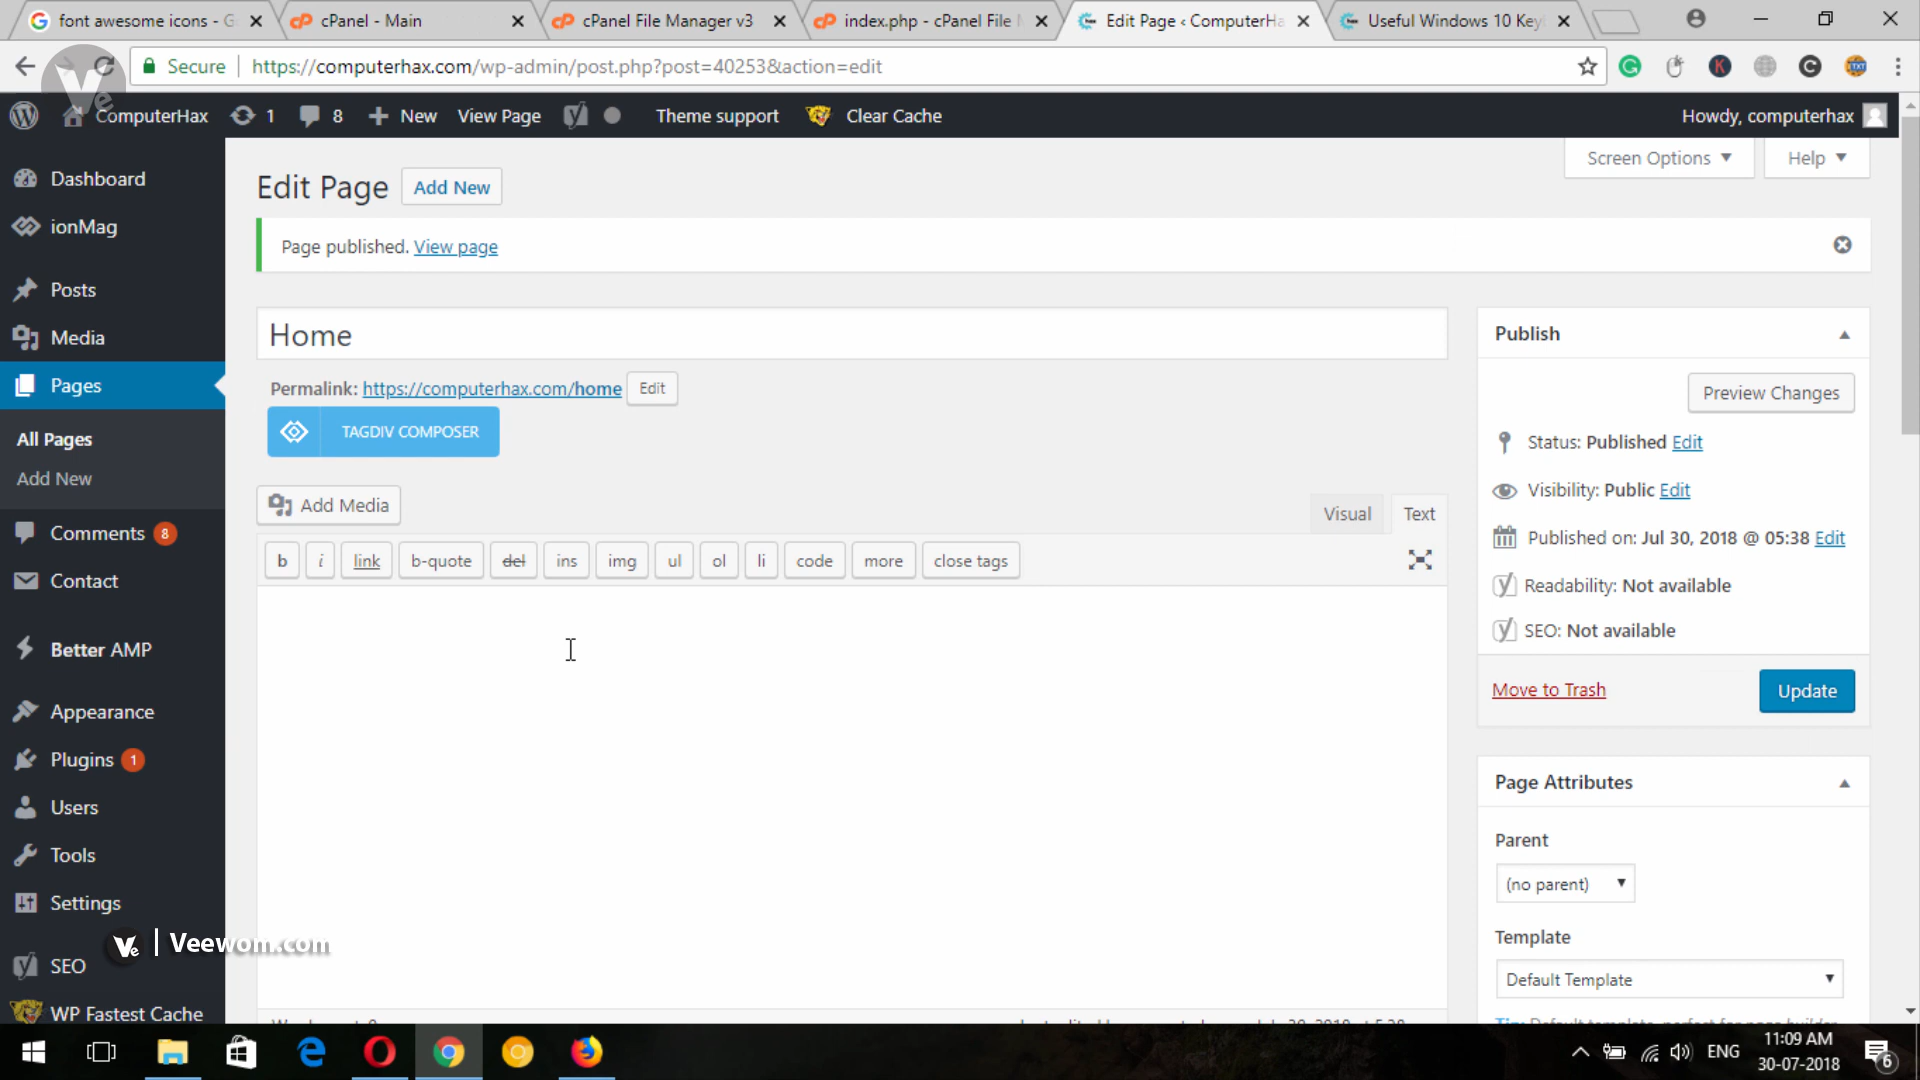 font awesome icons - G
cPanel - Main
cPanel File Manager v3
index.php - cPanel File M
Edit Page ‹ ComputerHa
Useful Windows 10 Key
Secure
https://computerhax.com/wp-admin/post.php?post=40253&action=edit
ComputerHax
1
8
New
View Page
Theme support
Clear Cache
Howdy, computerhax
Screen Options
Help
Dashboard
ionMag
Posts
Media
Pages
All Pages
Add New
Comments 8
Contact
Better AMP
Appearance
Plugins 1
Users
Tools
Settings
SEO
WP Fastest Cache
Edit Page
Add New
Page published. View page
Home
Permalink: https://computerhax.com/home
Edit
TAGDIV COMPOSER
Add Media
Visual
Text
b
i
link
b-quote
del
ins
img
ul
ol
li
code
more
close tags
Publish
Preview Changes
Status: Published Edit
Visibility: Public Edit
Published on: Jul 30, 2018 @ 05:38 Edit
Readability: Not available
SEO: Not available
Move to Trash
Update
Page Attributes
Parent
(no parent)
Template
Default Template
Ve | Veewom.com
ENG
11:09 AM
30-07-2018
6